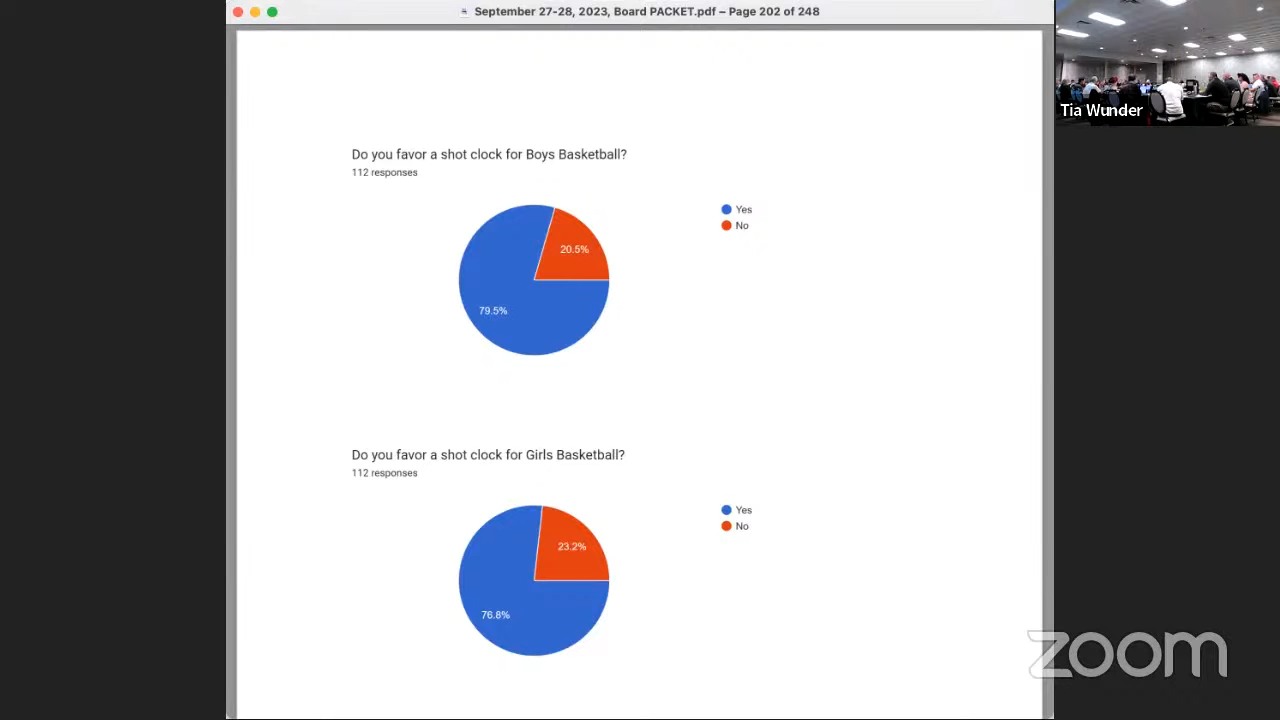 September 27-28, 2023, Board PACKET.pdf – Page 202 of 248
Tia Wunder
Do you favor a shot clock for Boys Basketball?
112 responses
Yes
No
20.5%
79.5%
Do you favor a shot clock for Girls Basketball?
112 responses
Yes
No
23.2%
76.8%
zoom